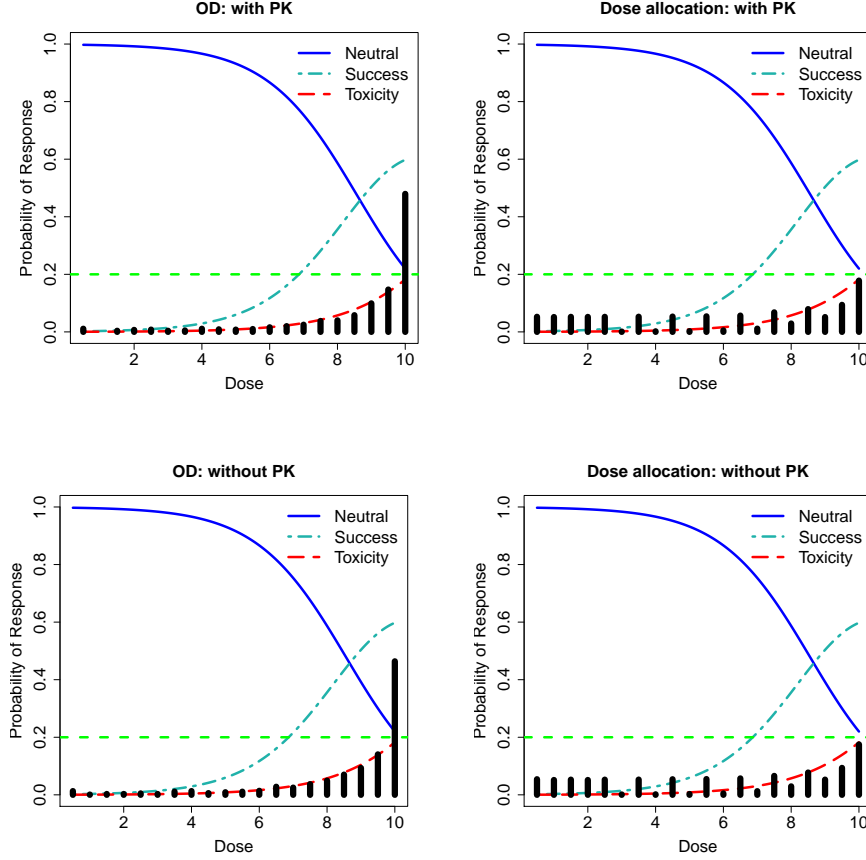 OD: with PK
Probability of Response
0.0 0.2 0.4 0.6 0.8 1.0
Neutral
Success
Toxicity
2 4 6 8 10
Dose
Dose allocation: with PK
Probability of Response
0.0 0.2 0.4 0.6 0.8 1.0
Neutral
Success
Toxicity
2 4 6 8 10
Dose
OD: without PK
Probability of Response
0.0 0.2 0.4 0.6 0.8 1.0
Neutral
Success
Toxicity
2 4 6 8 10
Dose
Dose allocation: without PK
Probability of Response
0.0 0.2 0.4 0.6 0.8 1.0
Neutral
Success
Toxicity
2 4 6 8 10
Dose